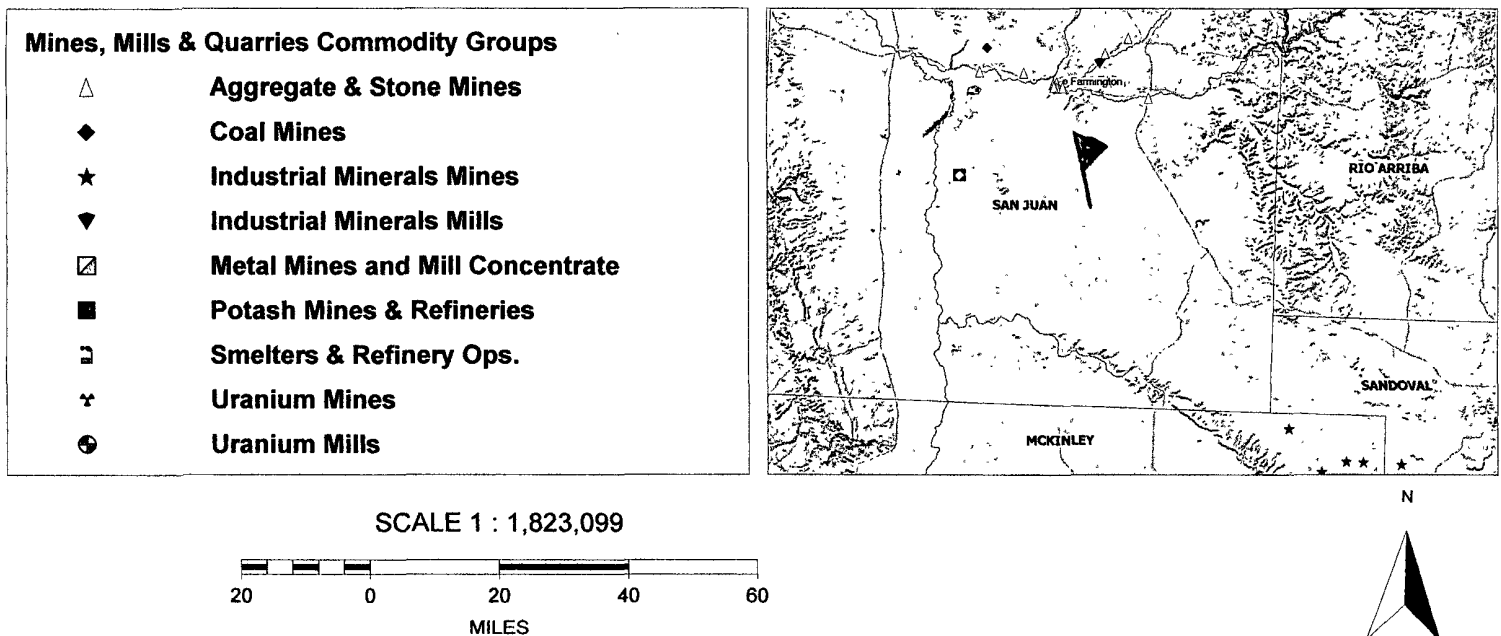 Mines, Mills & Quarries Commodity Groups
Aggregate & Stone Mines
Coal Mines
Industrial Minerals Mines
Industrial Minerals Mills
Metal Mines and Mill Concentrate
Potash Mines & Refineries
Smelters & Refinery Ops.
Uranium Mines
Uranium Mills
Farmington
RIO ARRIBA
SAN JUAN
SANDOVAL
MCKINLEY
SCALE 1 : 1,823,099
20 0 20 40 60
MILES
N